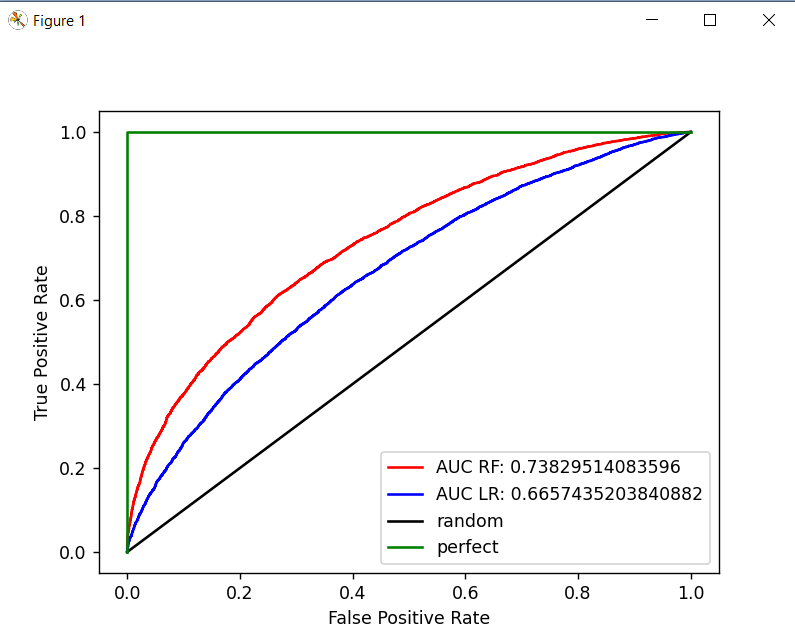 Figure 1
1.0
0.8
0.6
0.4
0.2
0.0
True Positive Rate
AUC RF: 0.73829514083596
AUC LR: 0.6657435203840882
random
perfect
0.0 0.2 0.4 0.6 0.8 1.0
False Positive Rate